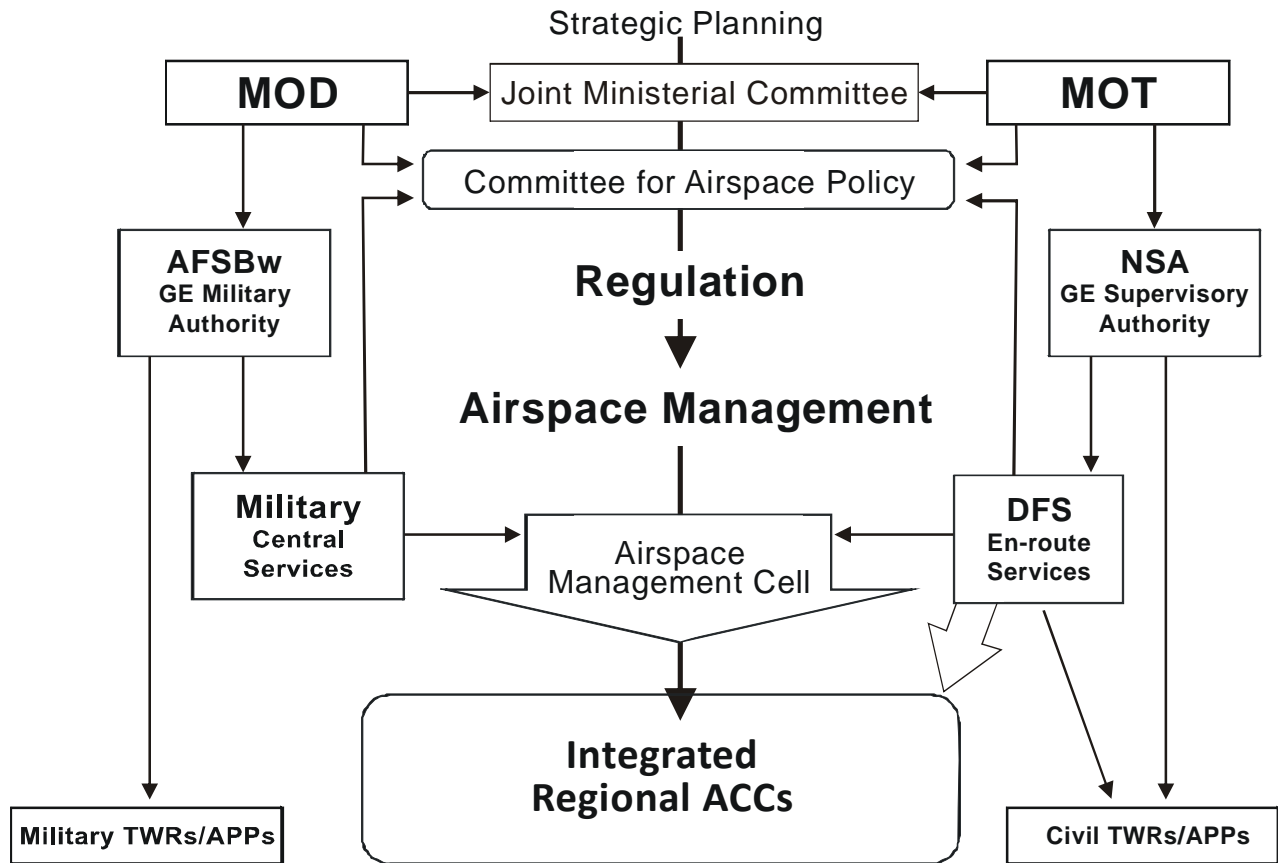 Strategic Planning
MOD
Joint Ministerial Committee
MOT
Committee for Airspace Policy
AFSBw
GE Military
Authority
Regulation
NSA
GE Supervisory
Authority
Airspace Management
Military
Central
Services
Airspace
Management Cell
DFS
En-route
Services
Integrated
Regional ACCs
Military TWRs/APPs
Civil TWRs/APPs